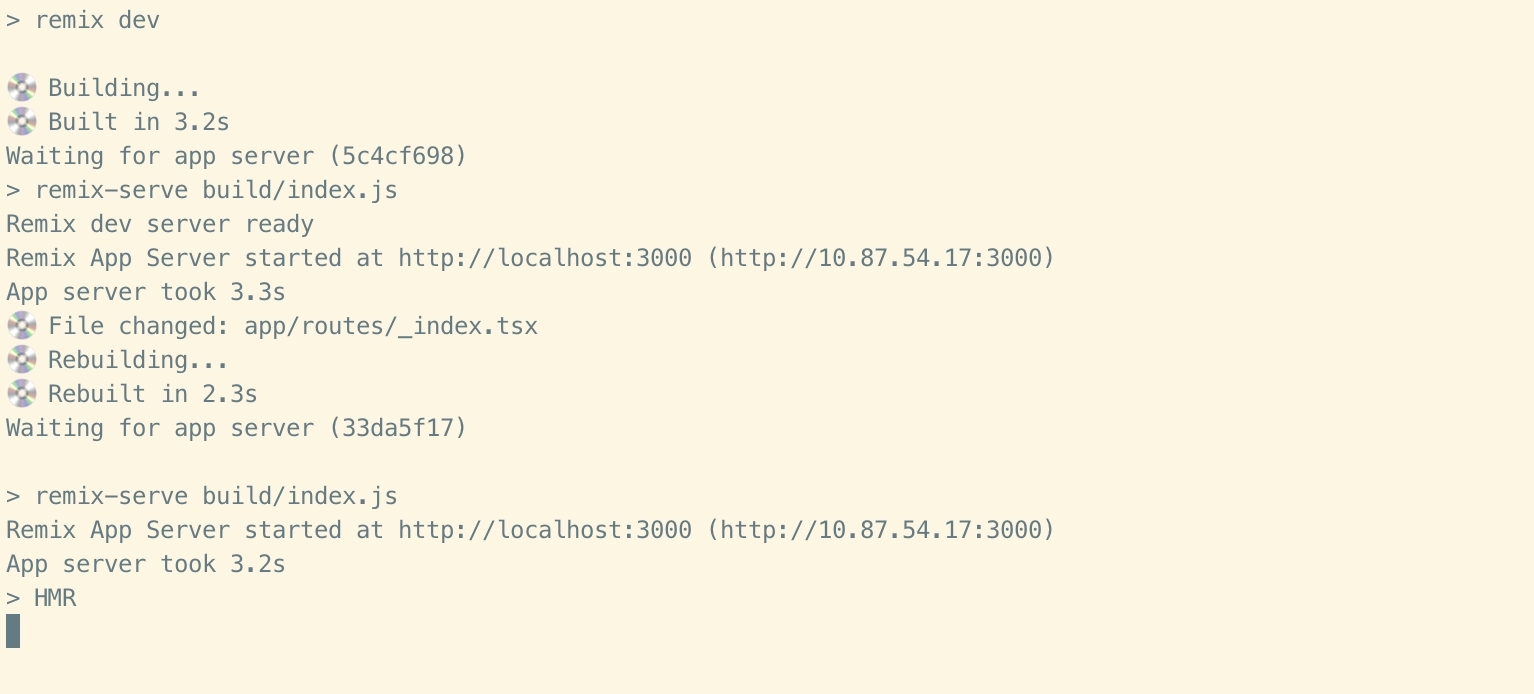 > remix dev
💿 Building...
💿 Built in 3.2s
Waiting for app server (5c4cf698)
> remix-serve build/index.js
Remix dev server ready
Remix App Server started at http://localhost:3000 (http://10.87.54.17:3000)
App server took 3.3s
💿 File changed: app/routes/_index.tsx
💿 Rebuilding...
💿 Rebuilt in 2.3s
Waiting for app server (33da5f17)
> remix-serve build/index.js
Remix App Server started at http://localhost:3000 (http://10.87.54.17:3000)
App server took 3.2s
> HMR